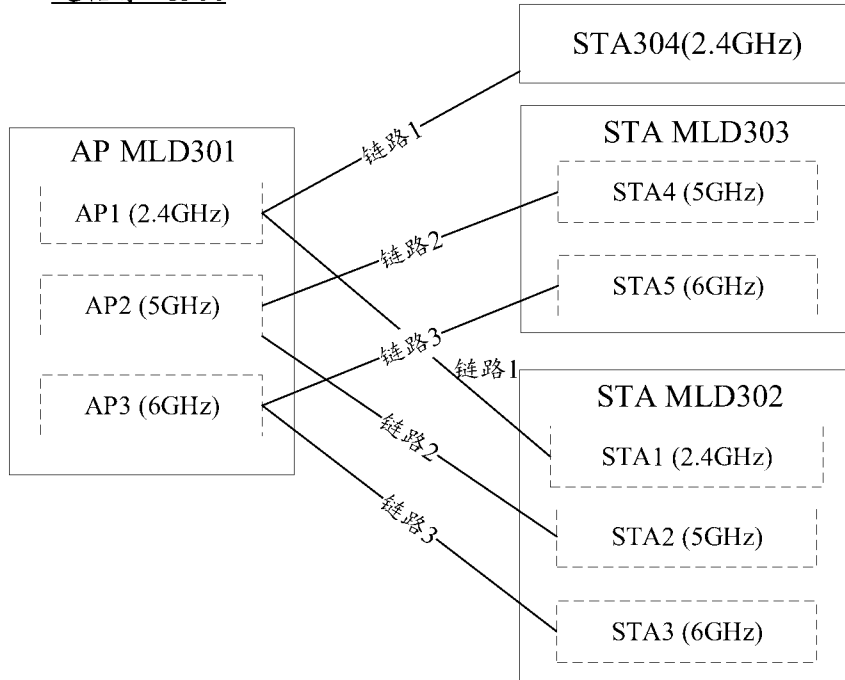 STA304(2.4GHz)
AP MLD301
AP1 (2.4GHz)
AP2 (5GHz)
AP3 (6GHz)
链路1
链路2
链路3
链路1
链路2
链路3
STA MLD303
STA4 (5GHz)
STA5 (6GHz)
STA MLD302
STA1 (2.4GHz)
STA2 (5GHz)
STA3 (6GHz)